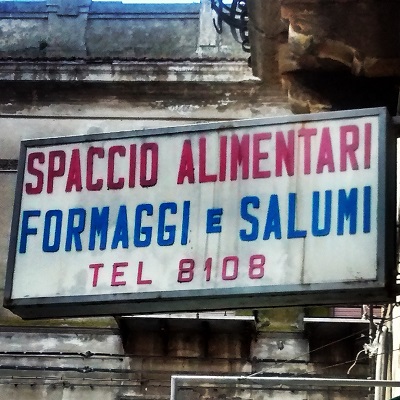 SPACCIO ALIMENTARI
FORMAGGI E SALUMI
TEL 8108